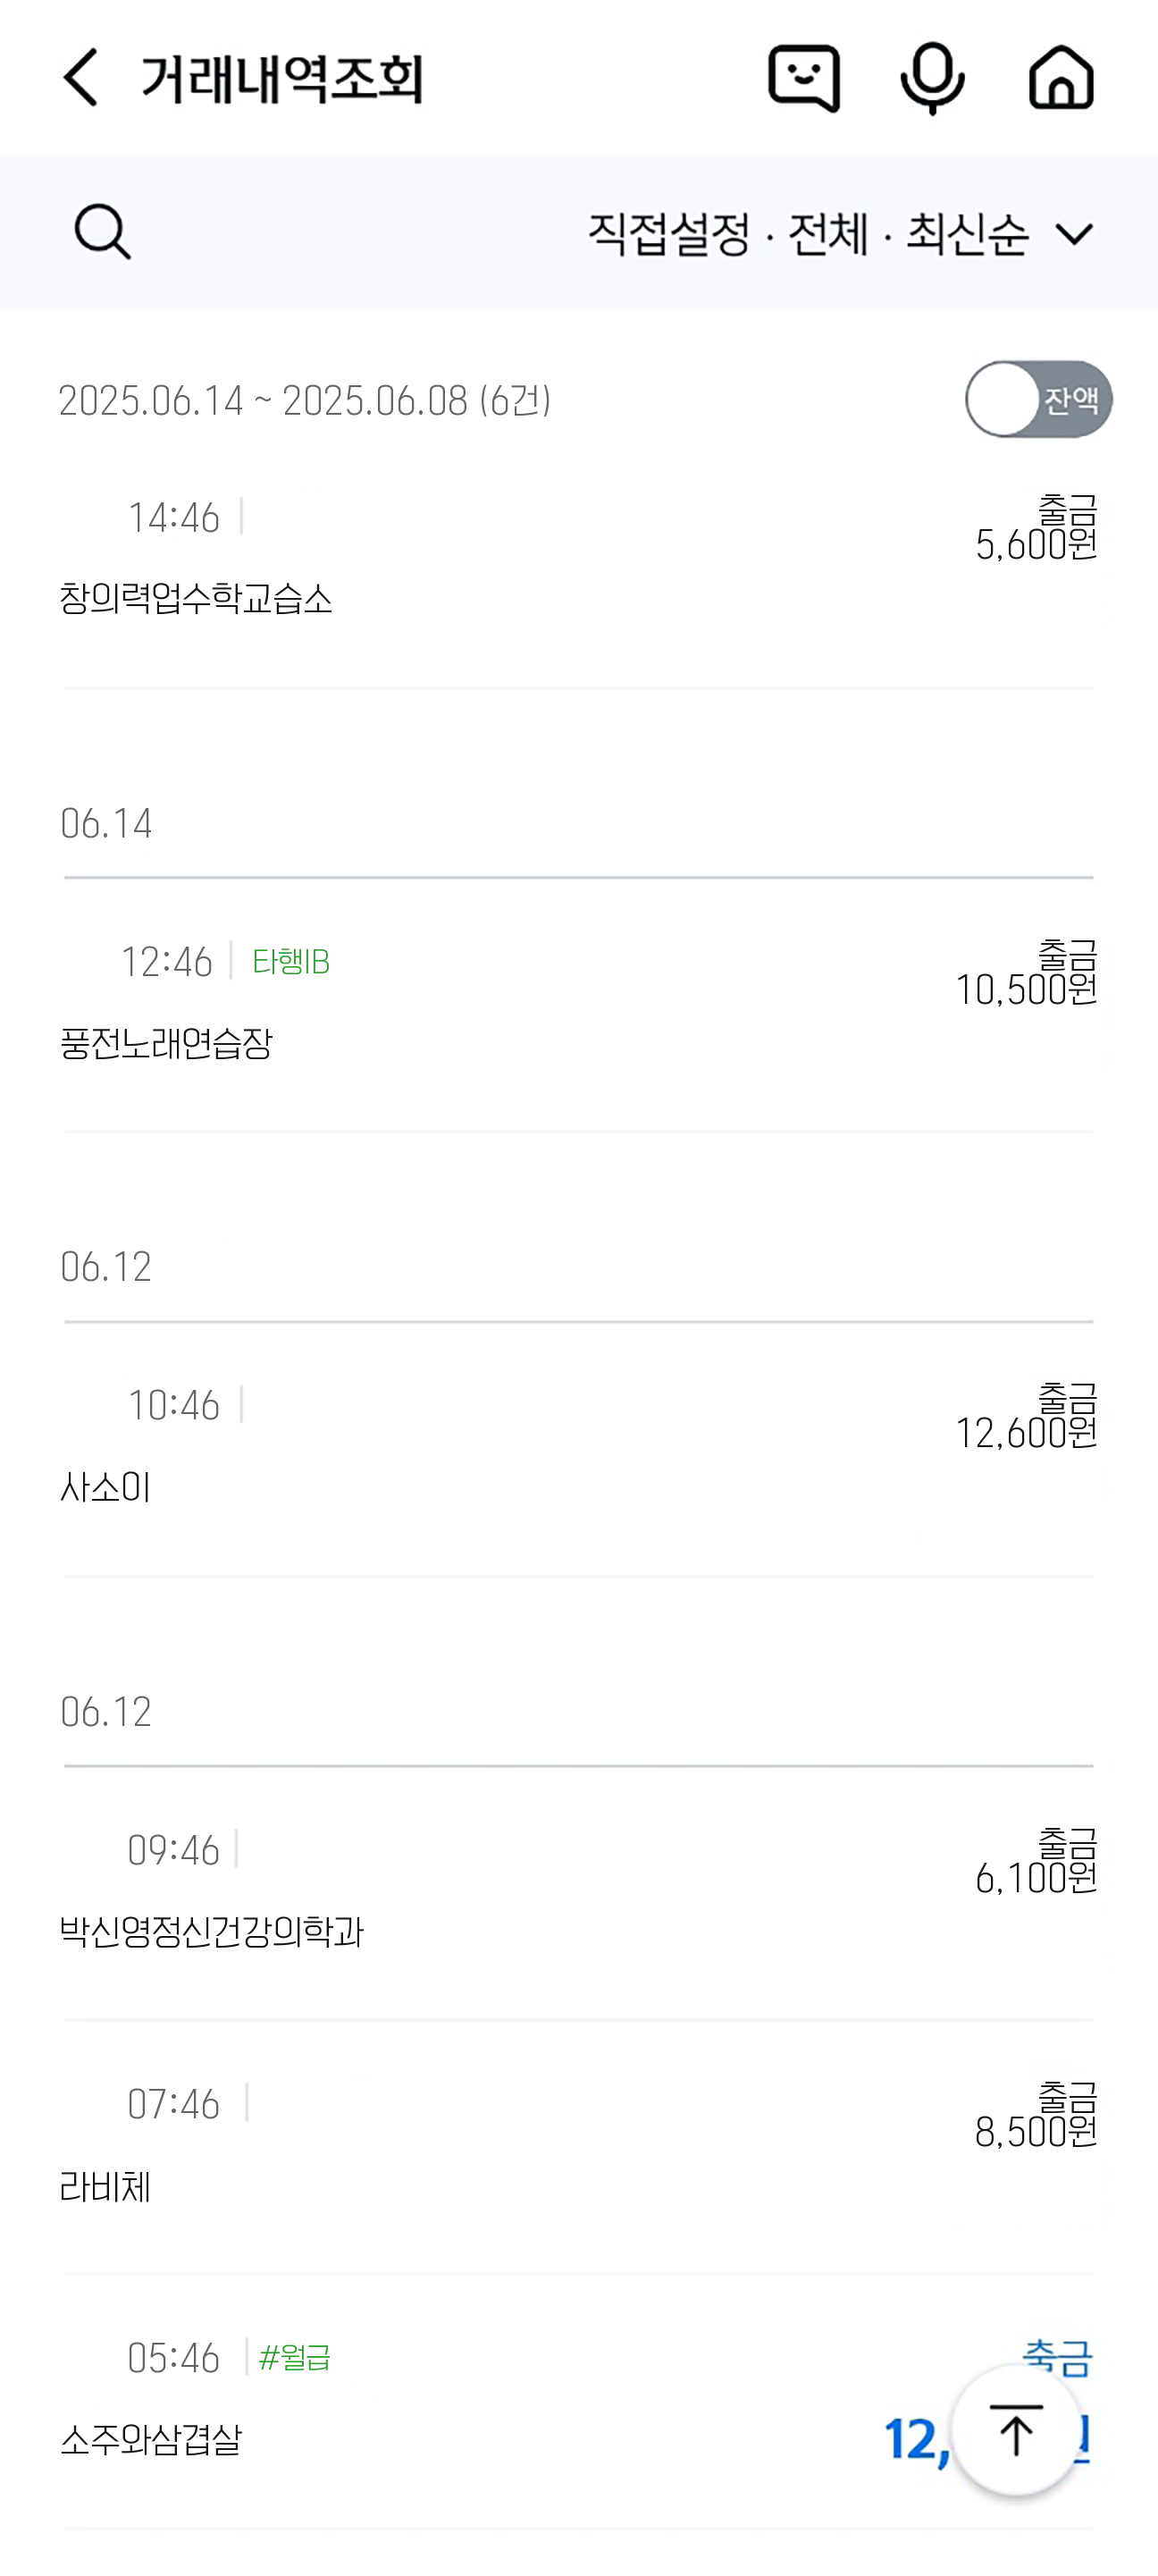 거래내역조회
직접설정 · 전체 · 최신순
2025.06.14 ~ 2025.06.08 (6건)
잔액
14:46
출금
5,600원
창의력업수학교습소
06.14
12:46
타행IB
출금
10,500원
풍전노래연습장
06.12
10:46
출금
12,600원
사소이
06.12
09:46
출금
6,100원
박신영정신건강의학과
07:46
출금
8,500원
라비체
05:46
#월급
소주와삼겹살
12,